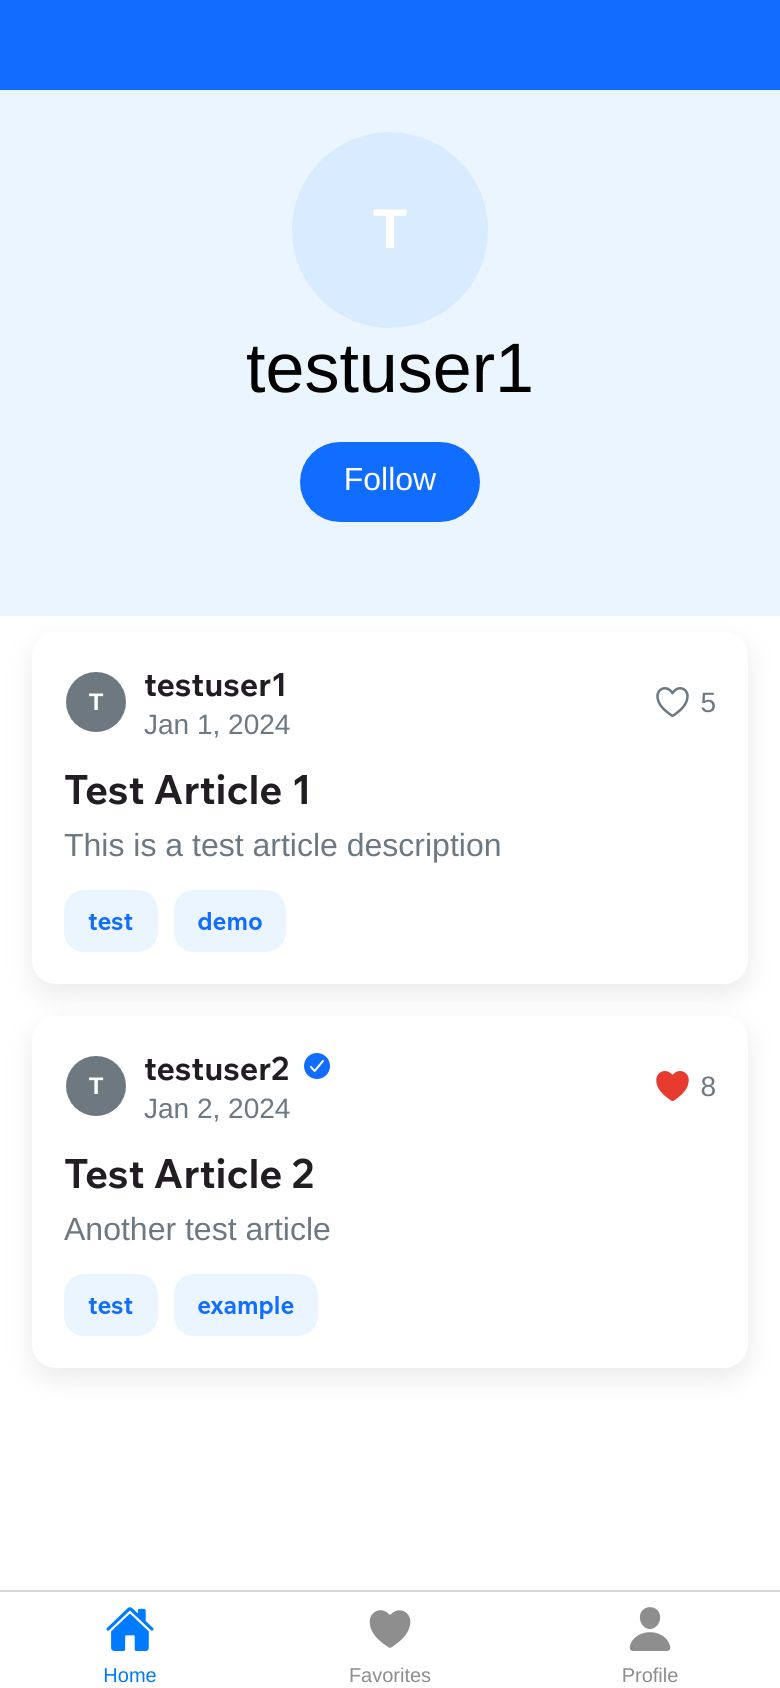 T
testuser1
Follow
T
testuser1
Jan 1, 2024
5
Test Article 1
This is a test article description
test
demo
T
testuser2
Jan 2, 2024
8
Test Article 2
Another test article
test
example
Home
Favorites
Profile